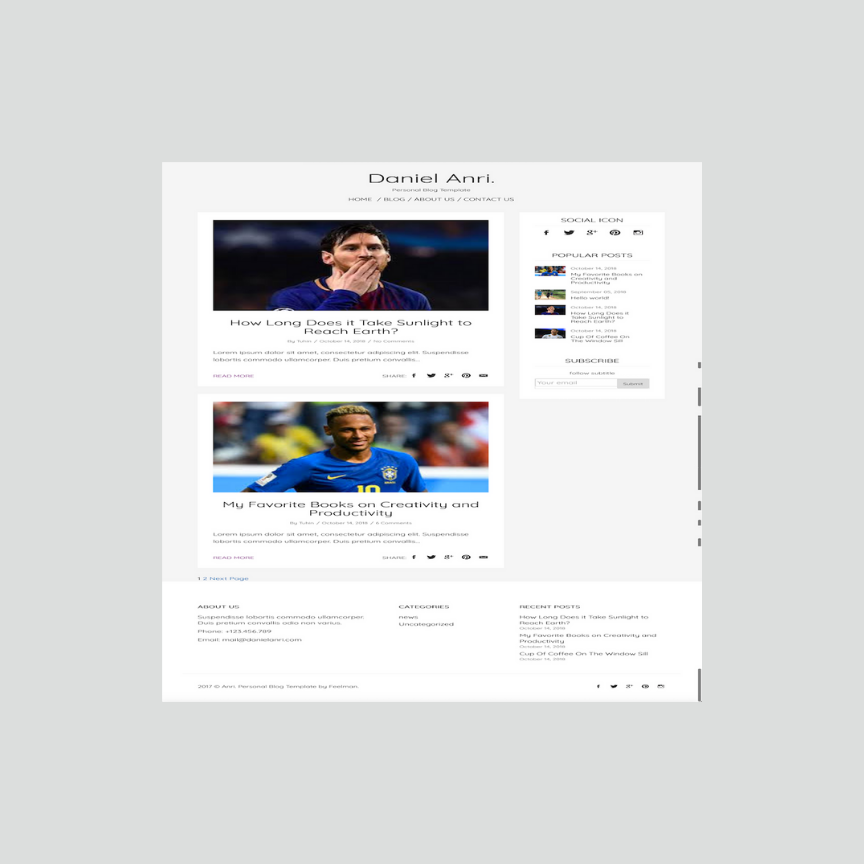 Daniel Anri.
Personal Blog Template
HOME / BLOG / ABOUT US / CONTACT US
How Long Does it Take Sunlight to
Reach Earth?
By Tutin / October 14, 2016 / No Comments
Lorem ipsum dolor sit amet, consectetur adipiscing elit. Suspendisse
lobortis commodo ullamcorper. Duis pretium convallis...
READ MORE
SHARE:
10
My Favorite Books on Creativity and
Productivity
By Tutin / October 14, 2016 / 6 Comments
Lorem ipsum dolor sit amet, consectetur adipiscing elit. Suspendisse
lobortis commodo ullamcorper. Duis pretium convallis...
READ MORE
SHARE:
1 2 Next Page
SOCIAL ICON
POPULAR POSTS
October 14, 2016
My Favorite Books on
Creativity and
Productivity
September 05, 2016
Hello world!
October 14, 2016
How Long Does it
Take Sunlight to
Reach Earth?
October 14, 2016
Cup Of Coffee On
The Window Sill
SUBSCRIBE
Your email
Submit
ABOUT US
Suspendisse lobortis commodo ullamcorper.
Duis pretium convallis odio non varius.
Phone: +123.456.789
Email: mail@danielanri.com
CATEGORIES
news
Uncategorized
RECENT POSTS
How Long Does it Take Sunlight to
Reach Earth?
October 14, 2016
My Favorite Books on Creativity and
Productivity
October 14, 2016
Cup Of Coffee On The Window Sill
October 14, 2016
2017 © Anri. Personal Blog Template by Feelman.